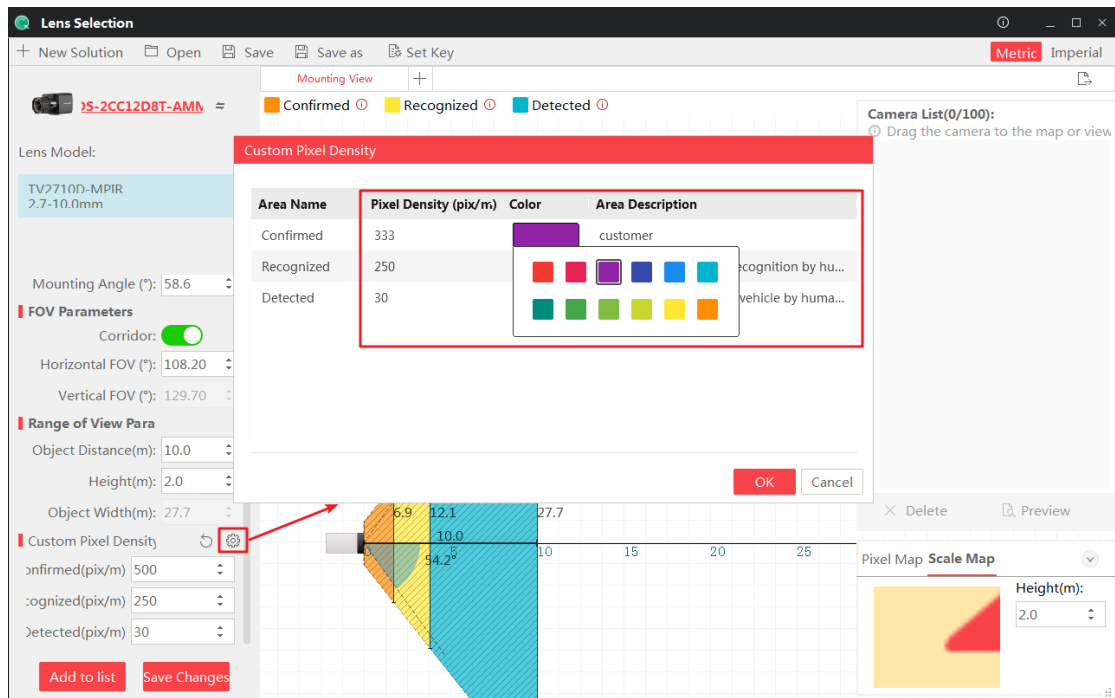 Lens Selection
New Solution Open Save Save as Set Key Metric Imperial
Mounting View
Confirmed Recognized Detected
Camera List(0/100):
Drag the camera to the map or view
DS-2CC12D8T-AMM
Lens Model:
TV2710D-MPIR
2.7-10.0mm
Custom Pixel Density
Area Name Pixel Density (pix/m) Color Area Description
Confirmed 333 customer
Recognized 250 ecognition by hu...
Detected 30 vehicle by huma...
OK Cancel
Mounting Angle (°): 58.6
FOV Parameters
Corridor:
Horizontal FOV (°): 108.20
Vertical FOV (°): 129.70
Range of View Para
Object Distance(m): 10.0
Height(m): 2.0
Object Width(m): 27.7
Custom Pixel Density
onfirmed(pix/m) 500
cognized(pix/m) 250
Detected(pix/m) 30
Add to list Save Changes
6.9 12.1 27.7
10.0
5 10 15 20 25
54.2°
Delete Preview
Pixel Map Scale Map
Height(m):
2.0